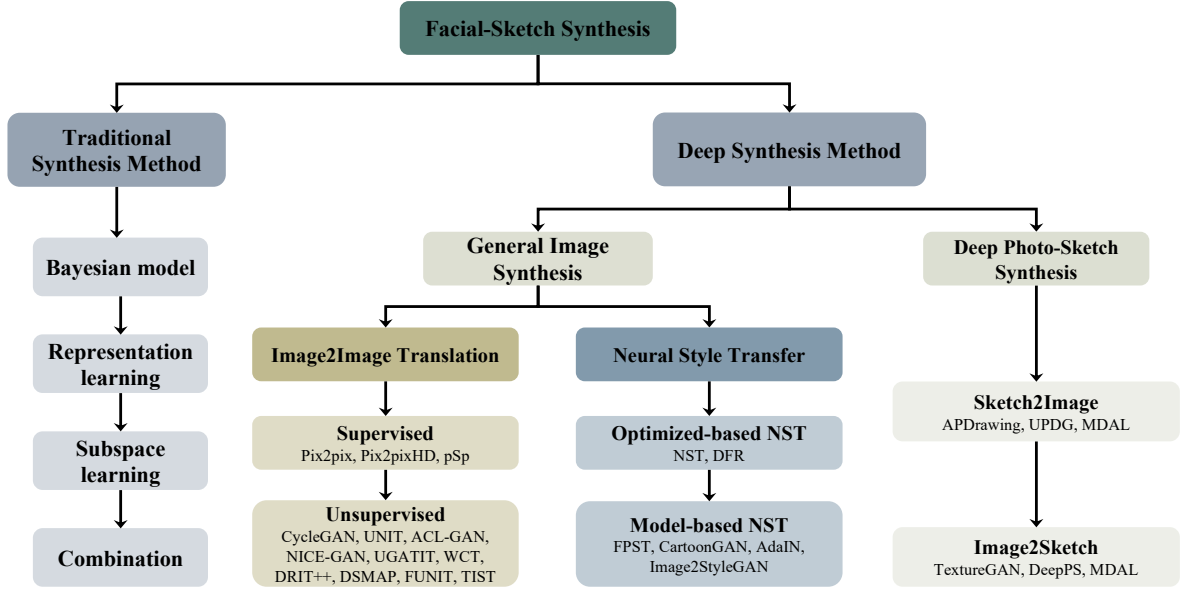 Facial-Sketch Synthesis
Traditional
Synthesis Method
Deep Synthesis Method
Bayesian model
Representation
learning
Subspace
learning
Combination
General Image
Synthesis
Deep Photo-Sketch
Synthesis
Image2Image Translation
Neural Style Transfer
Supervised
Pix2pix, Pix2pixHD, pSp
Unsupervised
CycleGAN, UNIT, ACL-GAN,
NICE-GAN, UGATIT, WCT,
DRIT++, DSMAP, FUNIT, TIST
Optimized-based NST
NST, DFR
Model-based NST
FPST, CartoonGAN, AdaIN,
Image2StyleGAN
Sketch2Image
APDrawing, UPDG, MDAL
Image2Sketch
TextureGAN, DeepPS, MDAL